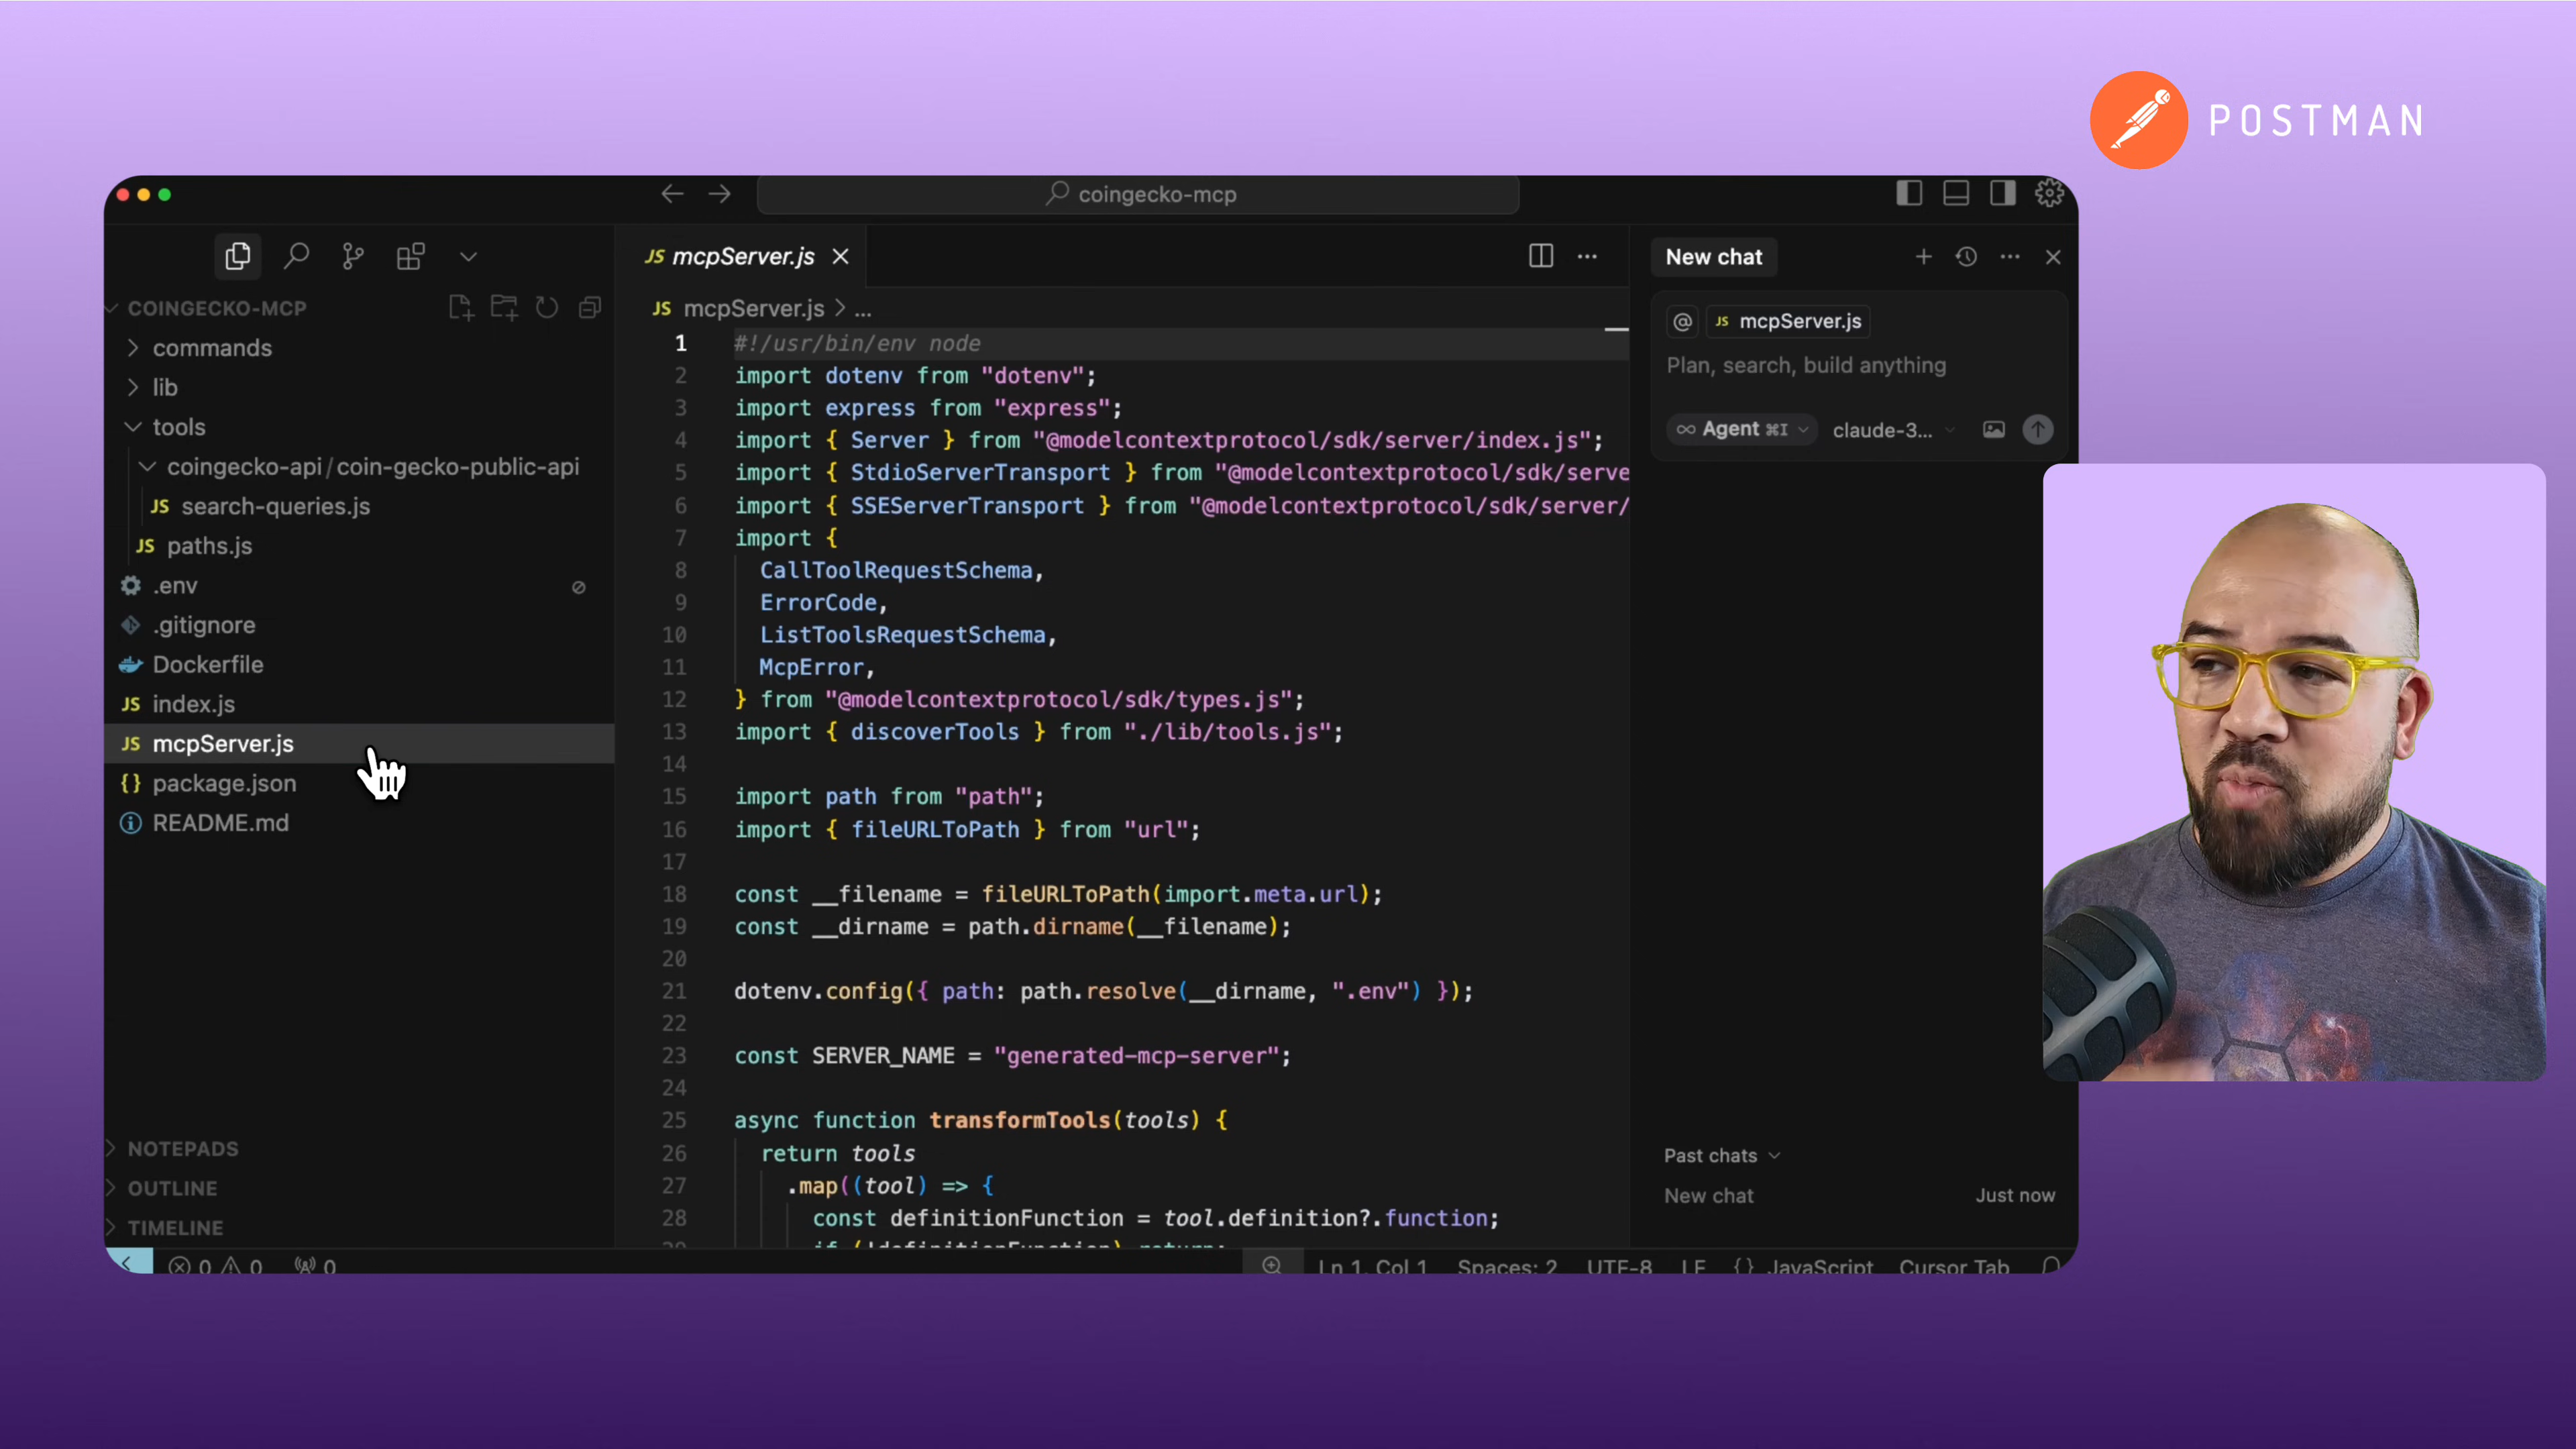 POSTMAN
coingecko-mcp
COINGECKO-MCP
commands
lib
tools
coingecko-api/coin-gecko-public-api
JS search-queries.js
JS paths.js
.env
.gitignore
Dockerfile
JS index.js
JS mcpServer.js
{} package.json
README.md
NOTEPADS
OUTLINE
TIMELINE
JS mcpServer.js
JS mcpServer.js > ...
1 #!/usr/bin/env node
2 import dotenv from "dotenv";
3 import express from "express";
4 import { Server } from "@modelcontextprotocol/sdk/server/index.js";
5 import { StdioServerTransport } from "@modelcontextprotocol/sdk/serve
6 import { SSEServerTransport } from "@modelcontextprotocol/sdk/server/
7 import {
8 CallToolRequestSchema,
9 ErrorCode,
10 ListToolsRequestSchema,
11 McpError,
12 } from "@modelcontextprotocol/sdk/types.js";
13 import { discoverTools } from "./lib/tools.js";
14
15 import path from "path";
16 import { fileURLToPath } from "url";
17
18 const __filename = fileURLToPath(import.meta.url);
19 const __dirname = path.dirname(__filename);
20
21 dotenv.config({ path: path.resolve(__dirname, ".env") });
22
23 const SERVER_NAME = "generated-mcp-server";
24
25 async function transformTools(tools) {
26 return tools
27 .map((tool) => {
28 const definitionFunction = tool.definition?.function;
29 if (!definitionFunction) return;
New chat
@ JS mcpServer.js
Plan, search, build anything
Agent ⌘I claude-3...
Past chats
New chat Just now
0 0 0 Ln 1, Col 1 Spaces: 2 UTF-8 LF {} JavaScript Cursor Tab